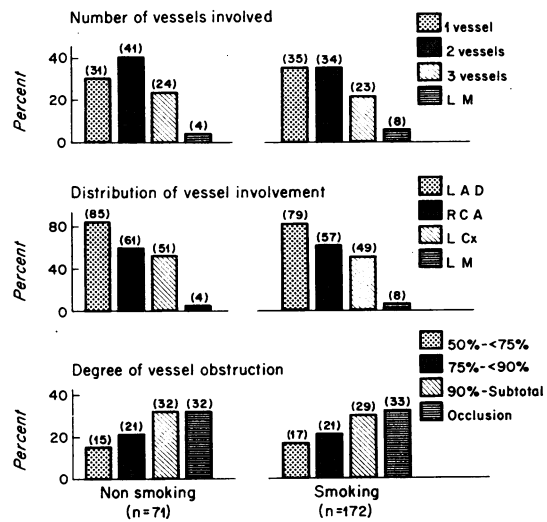 Number of vessels involved
1 vessel
2 vessels
3 vessels
L M
Percent
40
20
0
(31)
(41)
(24)
(4)
(35)
(34)
(23)
(8)
Distribution of vessel involvement
L A D
R C A
L Cx
L M
Percent
80
40
0
(85)
(61)
(51)
(4)
(79)
(57)
(49)
(8)
Degree of vessel obstruction
50%-<75%
75%-<90%
90%-Subtotal
Occlusion
Percent
40
20
0
(15)
(21)
(32)
(32)
(17)
(21)
(29)
(33)
Non smoking
(n=71)
Smoking
(n=172)